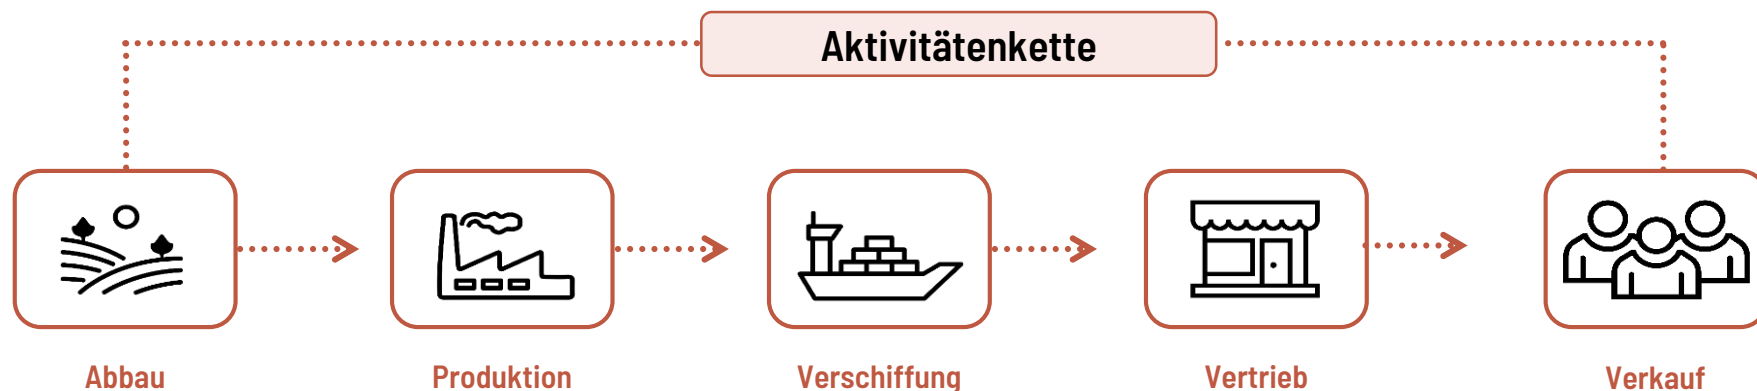 Aktivitätenkette
Abbau
Produktion
Verschiffung
Vertrieb
Verkauf